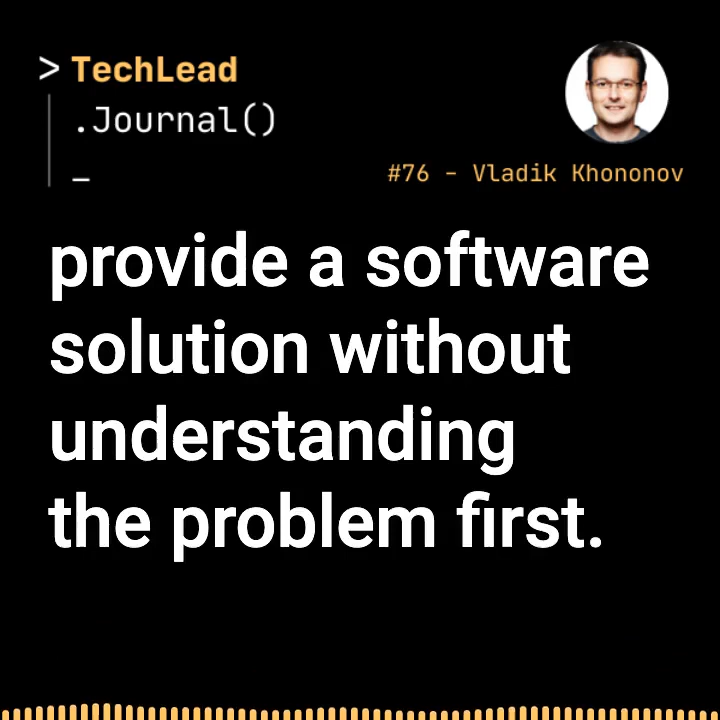 > TechLead
.Journal()
_
#76 - Vladik Khononov
provide a software
solution without
understanding
the problem first.